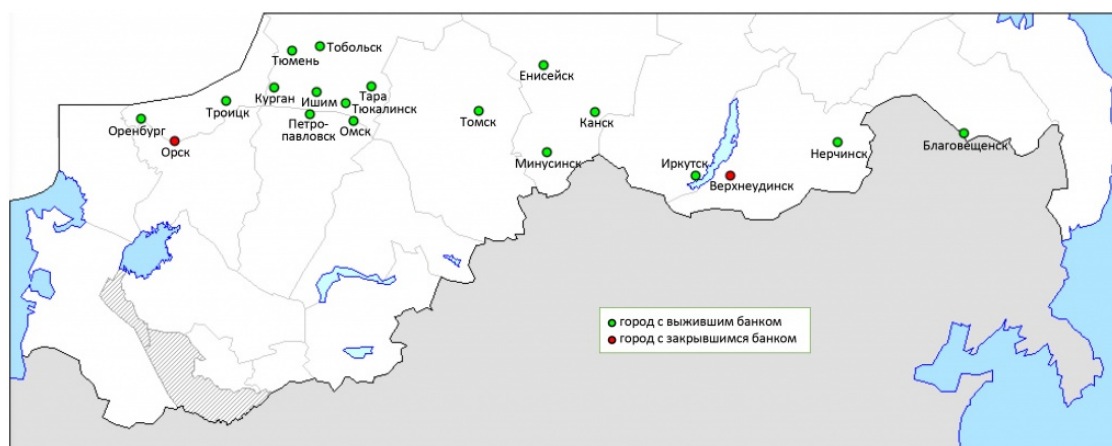 Тобольск
Тюмень
Енисейск
Курган
Ишим
Тара
Тюкалинск
Троицк
Петро-
павловск
Омск
Томск
Канск
Оренбург
Орск
Минусинск
Иркутск
Верхнеудинск
Нерчинск
Благовещенск
город с выжившим банком
город с закрывшимся банком